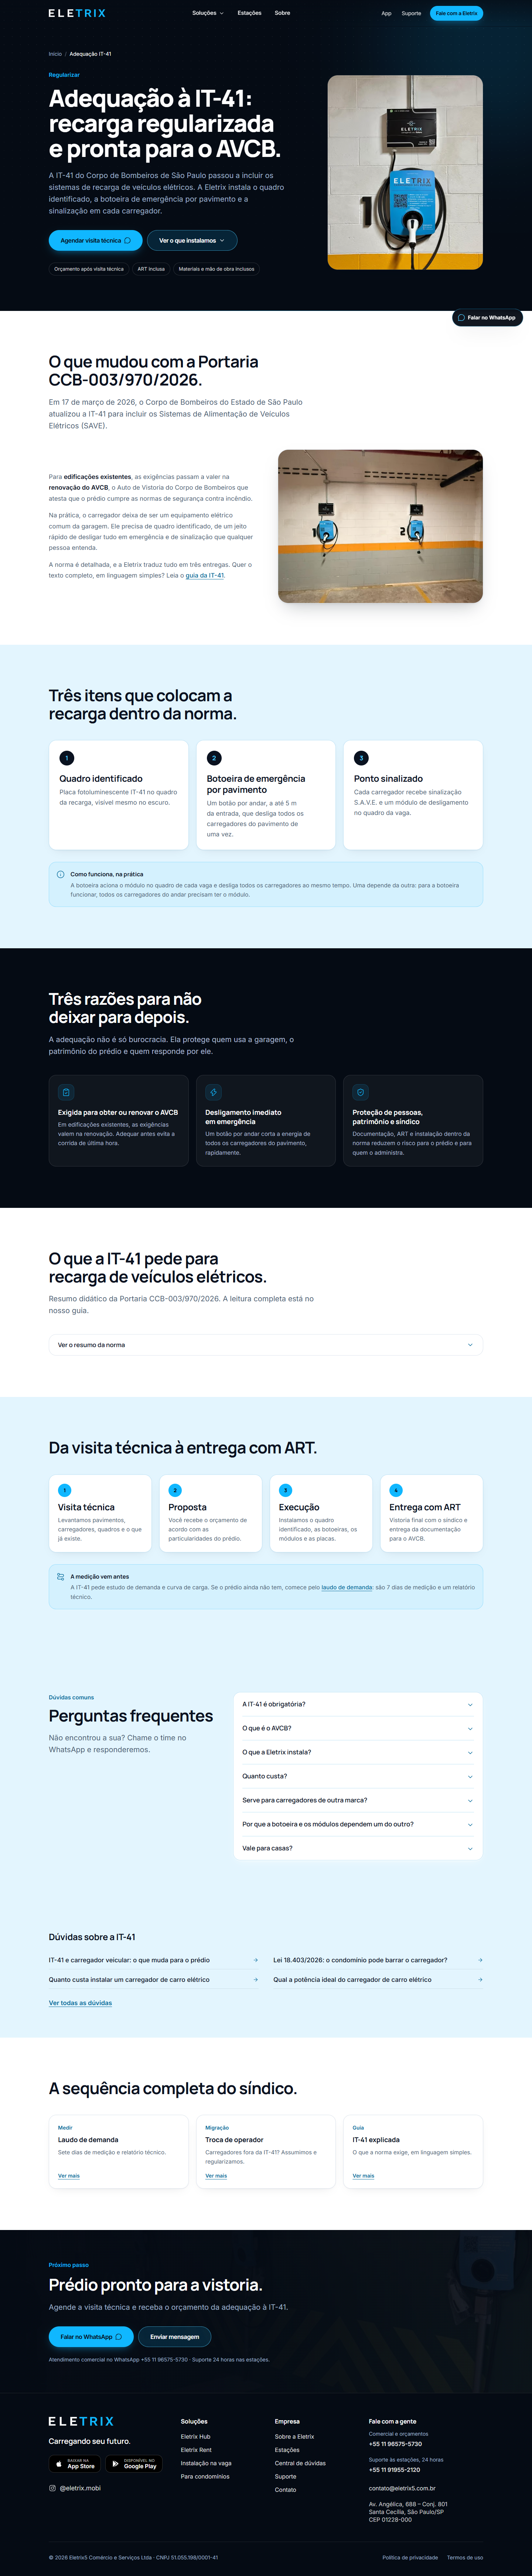 ELETRIX
Soluções
Estações
Sobre
App
Suporte
Fale com a Eletrix
Início / Adequação IT-41
Regularizar
Adequação à IT-41:
recarga regularizada
e pronta para o AVCB.
A IT-41 do Corpo de Bombeiros de São Paulo passou a incluir os
sistemas de recarga de veículos elétricos. A Eletrix instala o quadro
identificado, a botoeira de emergência por pavimento e a
sinalização em cada carregador.
Agendar visita técnica
Ver o que instalamos
Orçamento após visita técnica
ART inclusa
Materiais e mão de obra inclusos
ELETRIX
1
Falar no WhatsApp
O que mudou com a Portaria
CCB-003/970/2026.
Em 17 de março de 2026, o Corpo de Bombeiros do Estado de São Paulo
atualizou a IT-41 para incluir os Sistemas de Alimentação de Veículos
Elétricos (SAVE).
Para edificações existentes, as exigências passam a valer na
renovação do AVCB, o Auto de Vistoria do Corpo de Bombeiros que
atesta que o prédio cumpre as normas de segurança contra incêndio.
Na prática, o carregador deixa de ser um equipamento elétrico
comum da garagem. Ele precisa de quadro identificado, de um jeito
rápido de desligar tudo em emergência e de sinalização que qualquer
pessoa entenda.
A norma é detalhada, e a Eletrix traduz tudo em três entregas. Quer o
texto completo, em linguagem simples? Leia o guia da IT-41.
1
2
Três itens que colocam a
recarga dentro da norma.
1
Quadro identificado
Placa fotoluminescente IT-41 no quadro
da recarga, visível mesmo no escuro.
2
Botoeira de emergência
por pavimento
Um botão por andar, a até 5 m
da entrada, que desliga todos os
carregadores do pavimento de
uma vez.
3
Ponto sinalizado
Cada carregador recebe sinalização
S.A.V.E. e um módulo de desligamento
no quadro da vaga.
Como funciona, na prática
A botoeira aciona o módulo no quadro de cada vaga e desliga todos os carregadores ao mesmo tempo. Uma depende da outra: para a botoeira
funcionar, todos os carregadores do andar precisam ter o módulo.
Três razões para não
deixar para depois.
A adequação não é só burocracia. Ela protege quem usa a garagem, o
patrimônio do prédio e quem responde por ele.
Exigida para obter ou renovar o AVCB
Em edificações existentes, as exigências
valem na renovação. Adequar antes evita a
corrida de última hora.
Desligamento imediato
em emergência
Um botão por andar corta a energia de
todos os carregadores do pavimento,
rapidamente.
Proteção de pessoas,
patrimônio e síndico
Documentação, ART e instalação dentro da
norma reduzem o risco para o prédio e para
quem o administra.
O que a IT-41 pede para
recarga de veículos elétricos.
Resumo didático da Portaria CCB-003/970/2026. A leitura completa está no
nosso guia.
Ver o resumo da norma
Da visita técnica à entrega com ART.
1
Visita técnica
Levantamos pavimentos,
carregadores, quadros e o que
já existe.
2
Proposta
Você recebe o orçamento de
acordo com as
particularidades do prédio.
3
Execução
Instalamos o quadro
identificado, as botoeiras, os
módulos e as placas.
4
Entrega com ART
Vistoria final com o síndico e
entrega da documentação
para o AVCB.
A medição vem antes
A IT-41 pede estudo de demanda e curva de carga. Se o prédio ainda não tem, comece pelo laudo de demanda: são 7 dias de medição e um relatório
técnico.
Dúvidas comuns
Perguntas frequentes
Não encontrou a sua? Chame o time no
WhatsApp e responderemos.
A IT-41 é obrigatória?
O que é o AVCB?
O que a Eletrix instala?
Quanto custa?
Serve para carregadores de outra marca?
Por que a botoeira e os módulos dependem um do outro?
Vale para casas?
Dúvidas sobre a IT-41
IT-41 e carregador veicular: o que muda para o prédio
Lei 18.403/2026: o condomínio pode barrar o carregador?
Quanto custa instalar um carregador de carro elétrico
Qual a potência ideal do carregador de carro elétrico
Ver todas as dúvidas
A sequência completa do síndico.
Medir
Laudo de demanda
Sete dias de medição e relatório técnico.
Ver mais
Migração
Troca de operador
Carregadores fora da IT-41? Assumimos e
regularizamos.
Ver mais
Guia
IT-41 explicada
O que a norma exige, em linguagem simples.
Ver mais
Próximo passo
Prédio pronto para a vistoria.
Agende a visita técnica e receba o orçamento da adequação à IT-41.
Falar no WhatsApp
Enviar mensagem
Atendimento comercial no WhatsApp +55 11 96575-5730 · Suporte 24 horas nas estações.
ELETRIX
Carregando seu futuro.
BAIXAR NA
App Store
DISPONÍVEL NO
Google Play
@eletrix.mobi
Soluções
Eletrix Hub
Eletrix Rent
Instalação na vaga
Para condomínios
Empresa
Sobre a Eletrix
Estações
Central de dúvidas
Suporte
Contato
Fale com a gente
Comercial e orçamentos
+55 11 96575-5730
Suporte às estações, 24 horas
+55 11 91955-2120
contato@eletrix5.com.br
Av. Angélica, 688 – Conj. 801
Santa Cecília, São Paulo/SP
CEP 01228-000
© 2026 Eletrix5 Comércio e Serviços Ltda · CNPJ 51.055.198/0001-41
Política de privacidade
Termos de uso